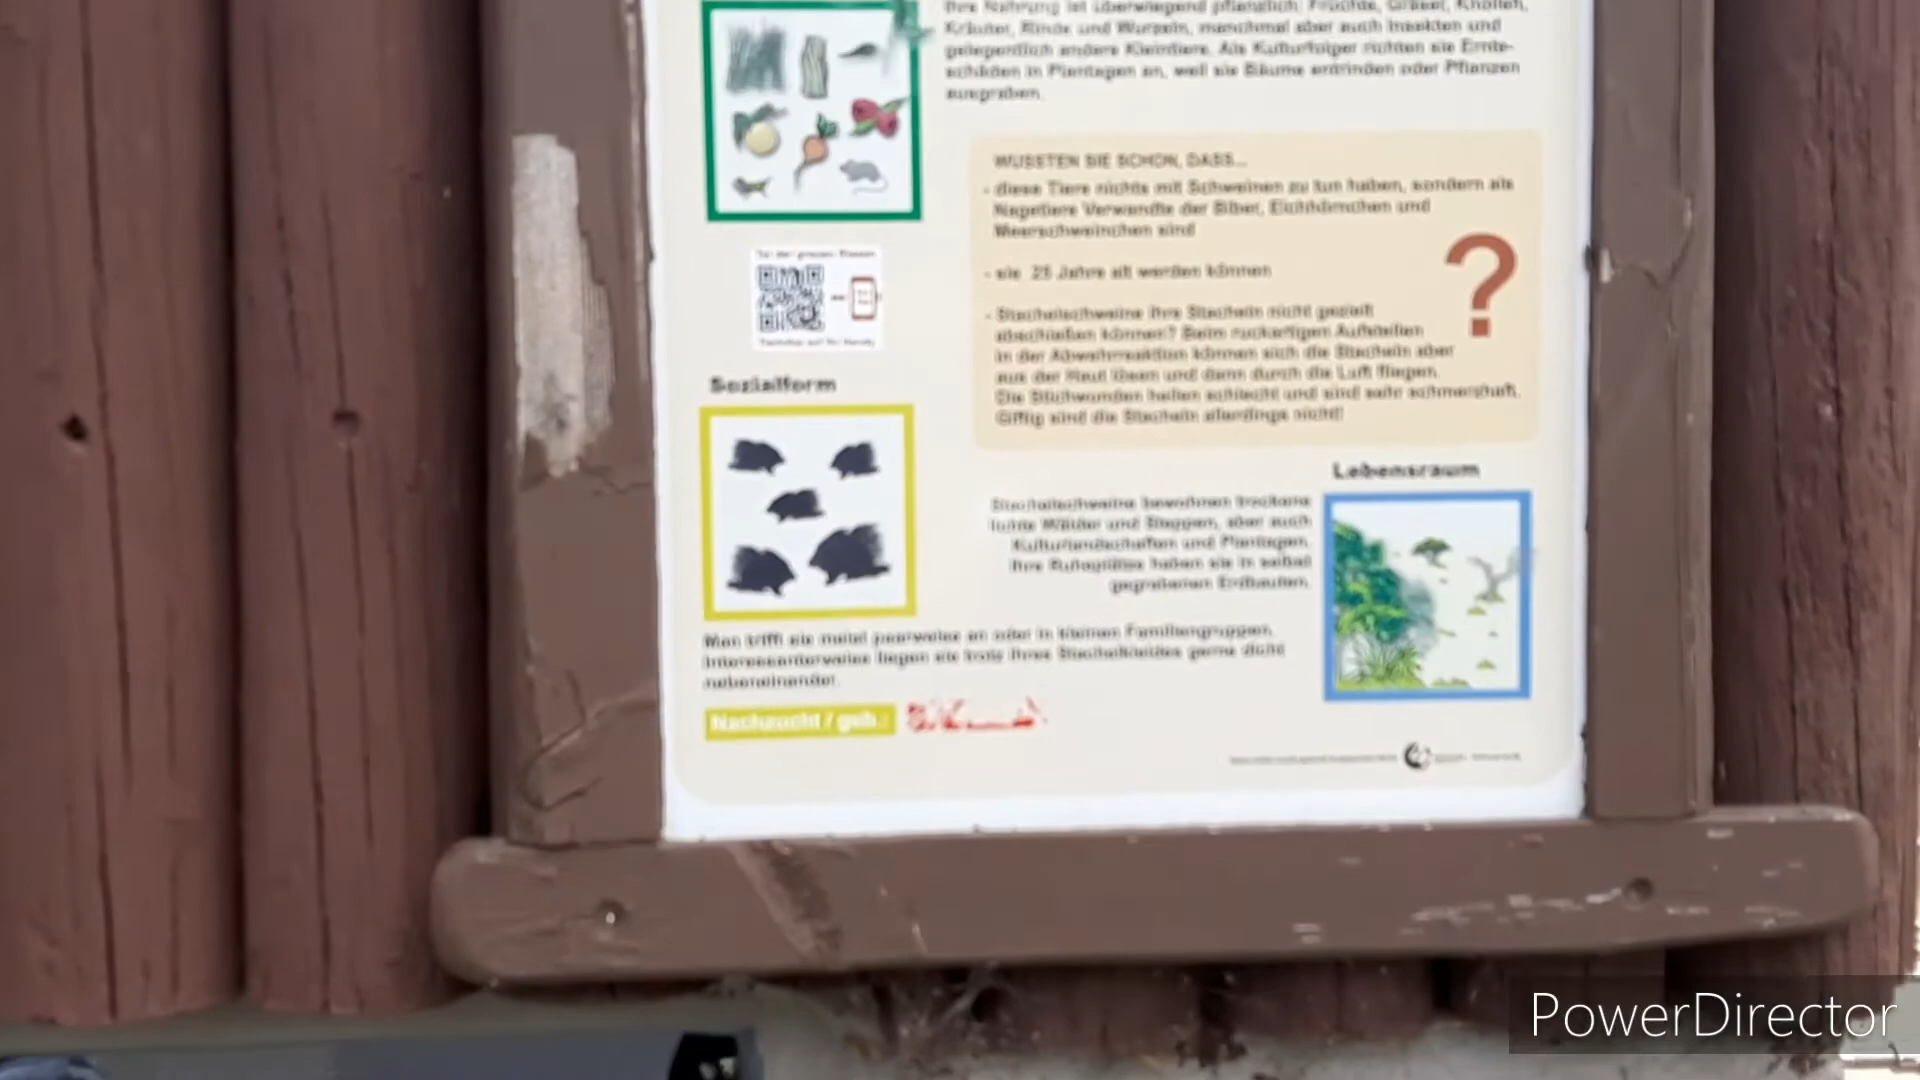 Ihre Nahrung ist überwiegend pflanzlich: Früchte, Gräser, Knollen,
Kräuter, Rinde und Wurzeln, manchmal aber auch Insekten und
gelegentlich andere Kleintiere. Als Kulturfolger richten sie Ernte-
schäden in Plantagen an, weil sie Bäume entrinden oder Pflanzen
ausgraben.
WUSSTEN SIE SCHON, DASS...
- diese Tiere nichts mit Schweinen zu tun haben, sondern als
Nagetiere Verwandte der Biber, Eichhörnchen und
Meerschweinchen sind
- sie 25 Jahre alt werden können
- Stachelschweine ihre Stacheln nicht gezielt
abschießen können? Beim ruckartigen Aufstellen
in der Abwehrreaktion können sich die Stacheln aber
aus der Haut lösen und dann durch die Luft fliegen.
Die Stichwunden heilen schlecht und sind sehr schmerzhaft.
Giftig sind die Stacheln allerdings nicht!
?
Sozialform
Lebensraum
Stachelschweine bewohnen trockene
lichte Wälder und Steppen, aber auch
Kulturlandschaften und Plantagen.
Ihre Ruheplätze haben sie in selbst
gegrabenen Erdbauten.
Man trifft sie meist paarweise an oder in kleinen Familiengruppen.
Interessanterweise liegen sie trotz ihres Stachelkleides gerne dicht
nebeneinander.
Nachzucht / geb.:
PowerDirector